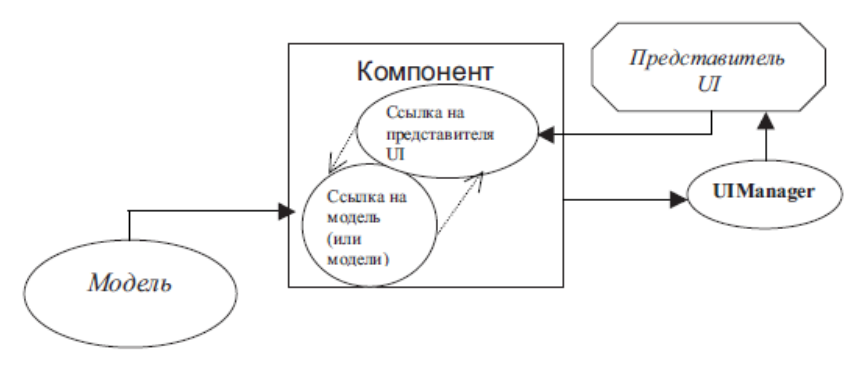 Компонент
Ссылка на
представителя
UI
Ссылка на
модель
(или
модели)
Модель
Представитель
UI
UIManager